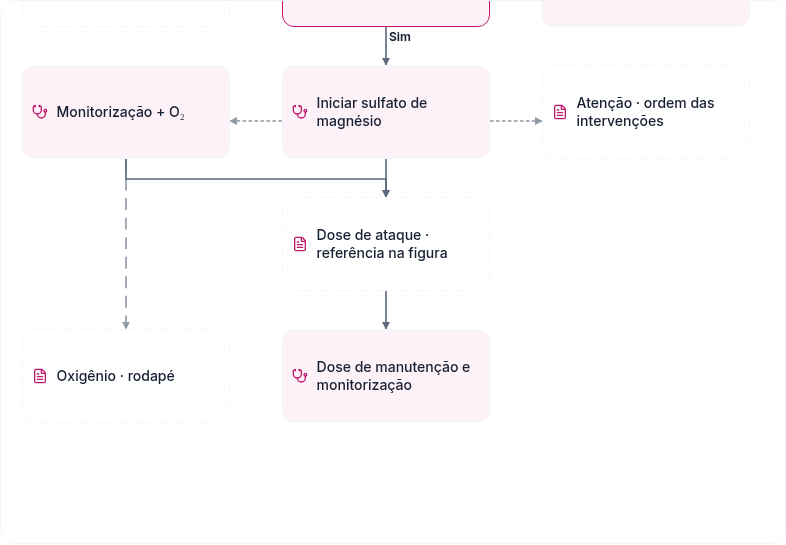 Sim
Monitorização + O₂
Iniciar sulfato de
magnésio
Atenção · ordem das
intervenções
Dose de ataque ·
referência na figura
Oxigênio · rodapé
Dose de manutenção e
monitorização